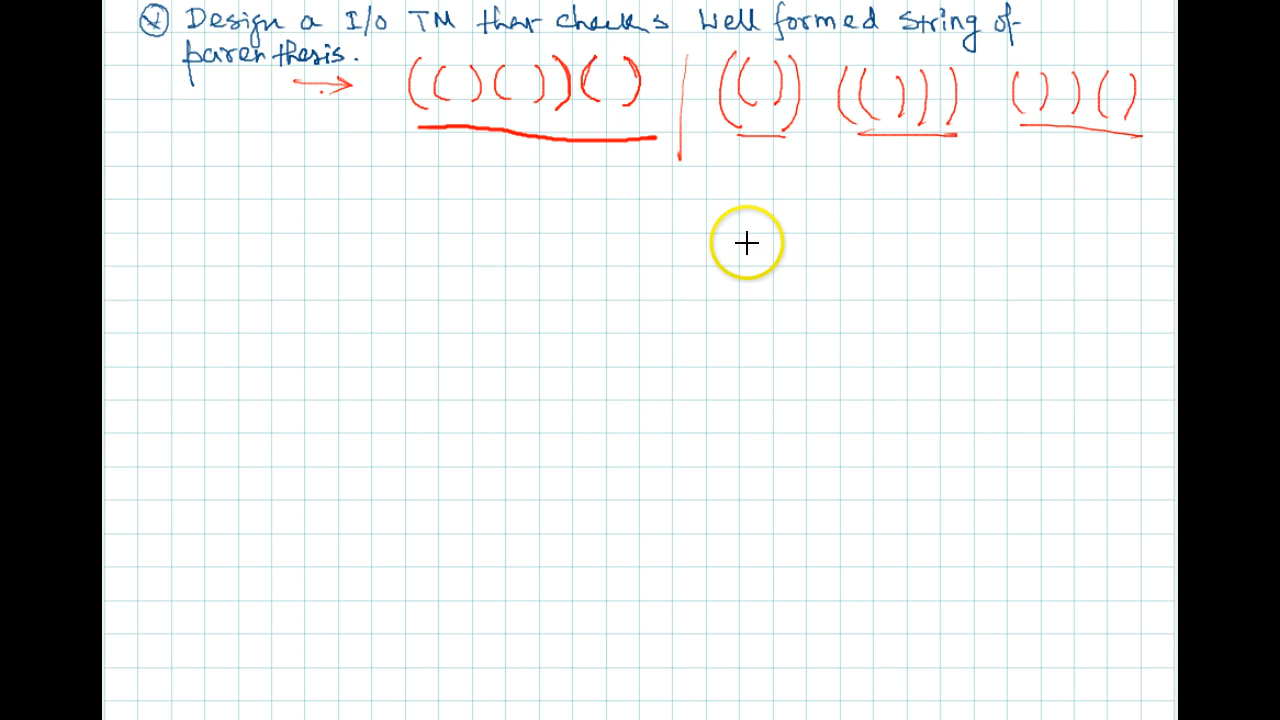 Design a I/O TM that checks Well formed string of
parenthesis.
→ (()())() | (()) (())) ())()